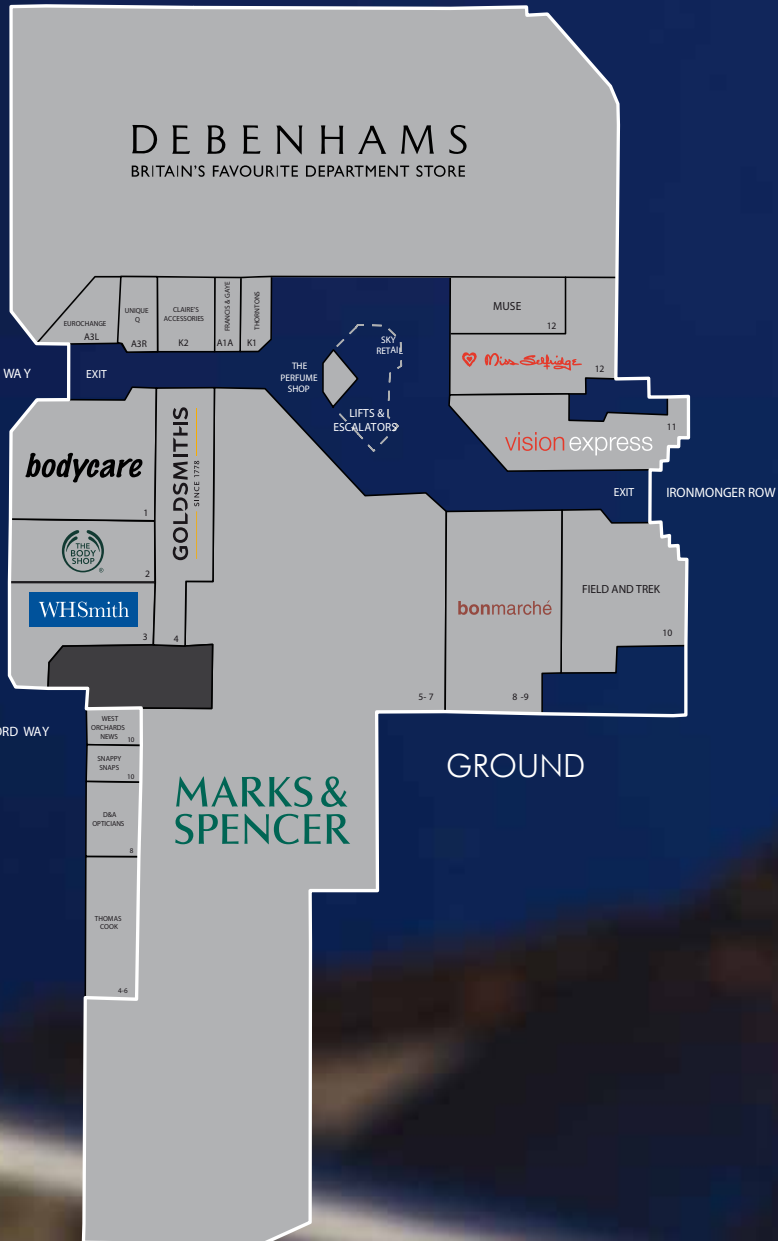 DEBENHAMS
BRITAIN'S FAVOURITE DEPARTMENT STORE
EUROCHANGE
A3L
UNIQUE
Q
A3R
CLAIRE'S
ACCESSORIES
K2
FRANCIS & GAYE
A1A
THORNTONS
K1
MUSE
12
Miss Selfridge
12
SKY
RETAIL
THE
PERFUME
SHOP
LIFTS &
ESCALATORS
WAY
EXIT
vision express
11
EXIT
IRONMONGER ROW
bodycare
1
GOLDSMITHS
SINCE 1778
4
THE
BODY
SHOP
®
2
WHSmith
3
bonmarché
8 -9
FIELD AND TREK
10
5- 7
ORD WAY
WEST
ORCHARDS
NEWS
10
SNAPPY
SNAPS
10
D&A
OPTICIANS
8
THOMAS
COOK
4-6
MARKS &
SPENCER
GROUND